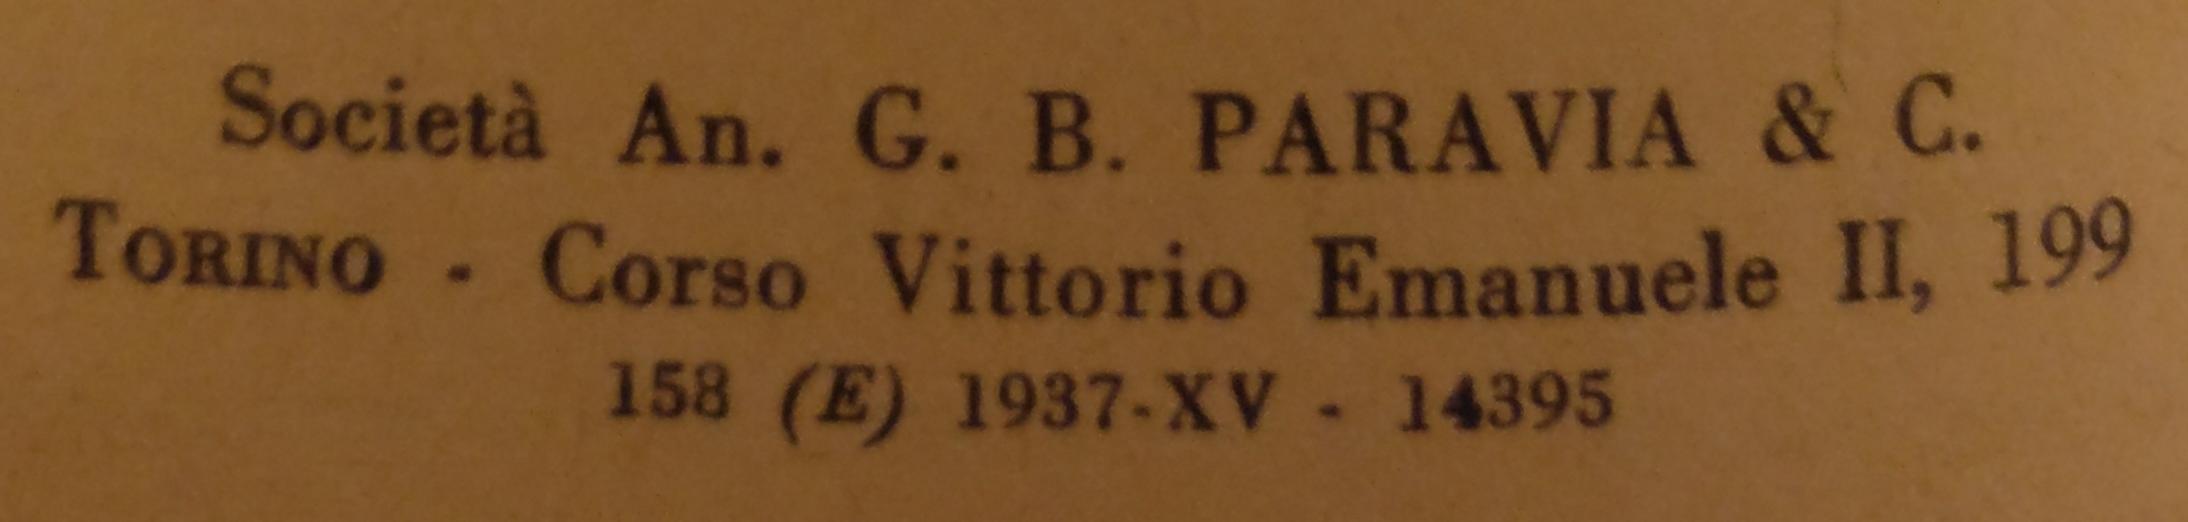 Società An. G. B. PARAVIA & C.
TORINO - Corso Vittorio Emanuele II, 199
158 (E) 1937-XV - 14395